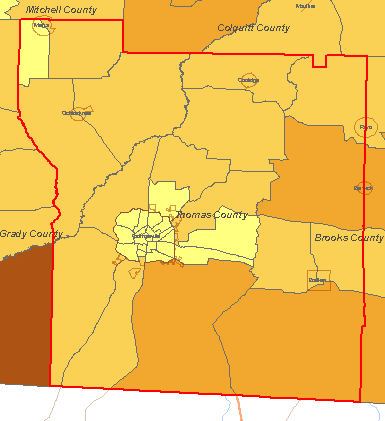 Mitchell County
Moultrie
Colquitt County
Meigs
Coolidge
Ochlocknee
Pavo
Barwick
Thomas County
Thomasville
Grady County
Brooks County
Boston